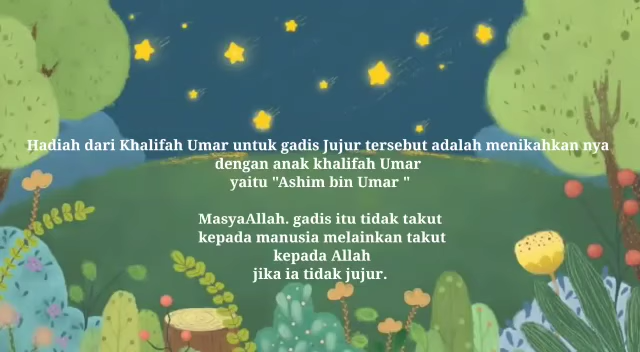 Hadiah dari Khalifah Umar untuk gadis Jujur tersebut adalah menikahkan nya
dengan anak khalifah Umar
yaitu "Ashim bin Umar "
MasyaAllah. gadis itu tidak takut
kepada manusia melainkan takut
kepada Allah
jika ia tidak jujur.